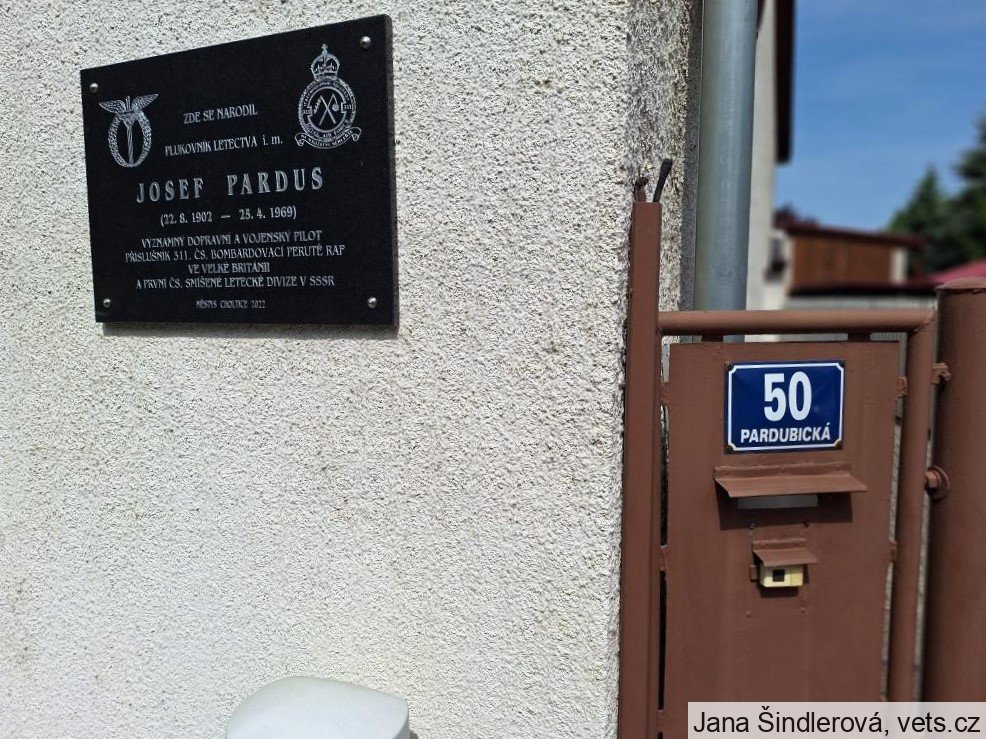 ZDE SE NARODIL
PLUKOVNÍK LETECTVA i. m.
JOSEF PARDUS
(22. 8. 1902 — 25. 4. 1969)
VÝZNAMNÝ DOPRAVNÍ A VOJENSKÝ PILOT
PŘÍSLUŠNÍK 311. ČS. BOMBARDOVACÍ PERUTĚ RAF
VE VELKÉ BRITÁNII
A PRVNÍ ČS. SMÍŠENÉ LETECKÉ DIVIZE V SSSR
MĚSTYS CHOLTICE 2022
50
PARDUBICKÁ
Jana Šindlerová, vets.cz